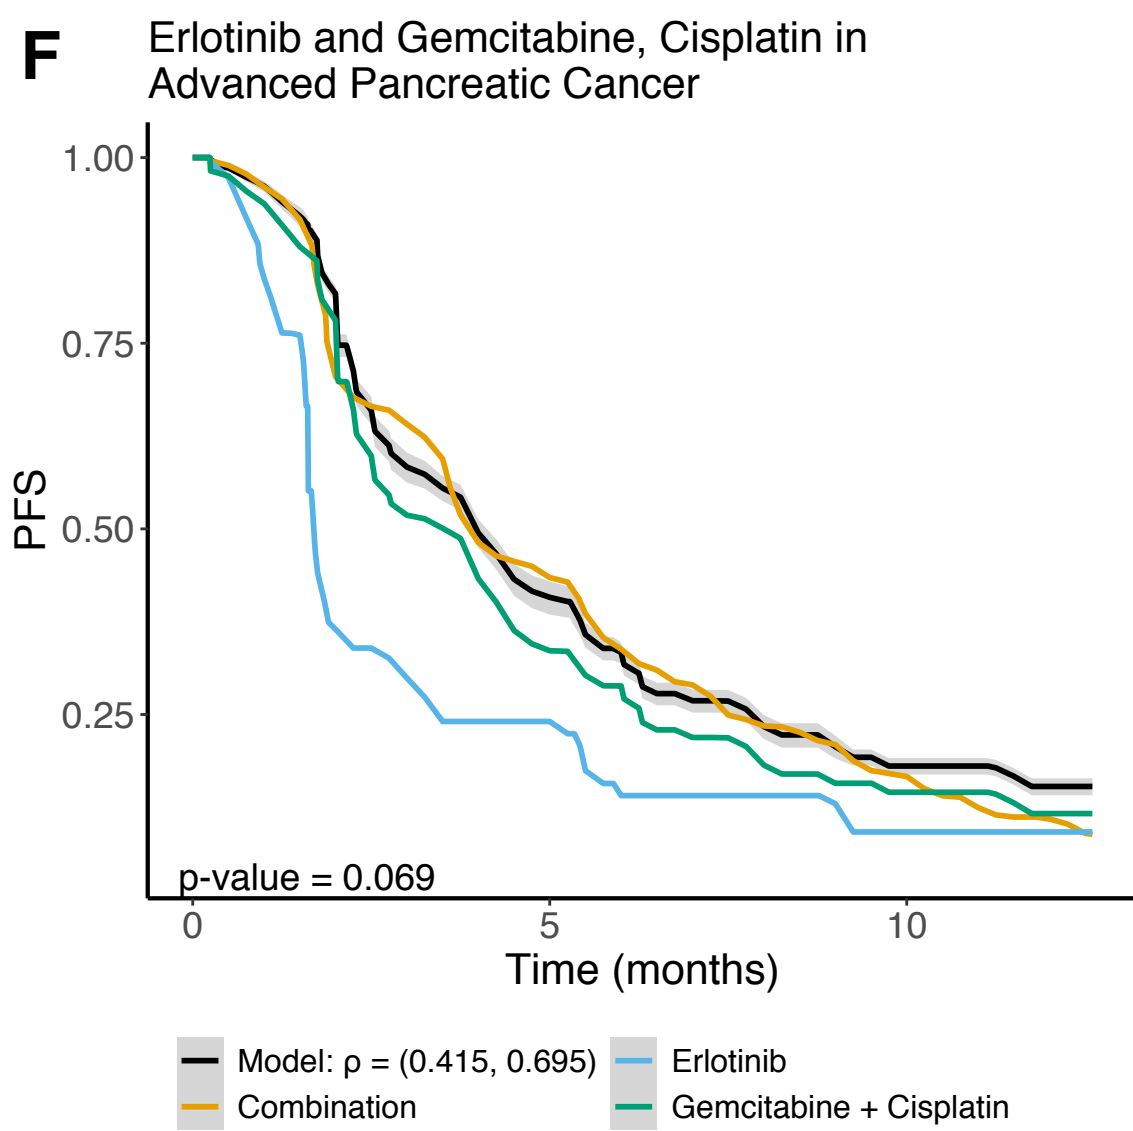 F
Erlotinib and Gemcitabine, Cisplatin in
Advanced Pancreatic Cancer
1.00
0.75
0.50
0.25
PFS
p-value = 0.069
0 5 10
Time (months)
Model: ρ = (0.415, 0.695)
Erlotinib
Combination
Gemcitabine + Cisplatin